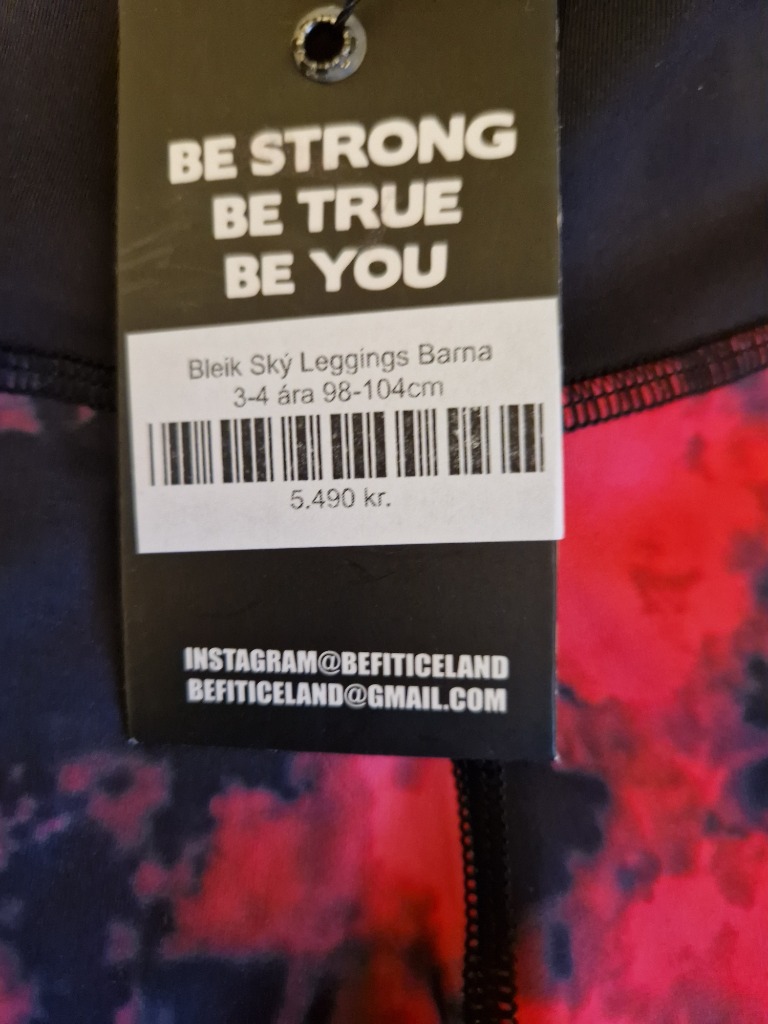 BE STRONG
BE TRUE
BE YOU
Bleik Ský Leggings Barna
3-4 ára 98-104cm
5.490 kr.
INSTAGRAM@BEFITICELAND
BEFITICELAND@GMAIL.COM